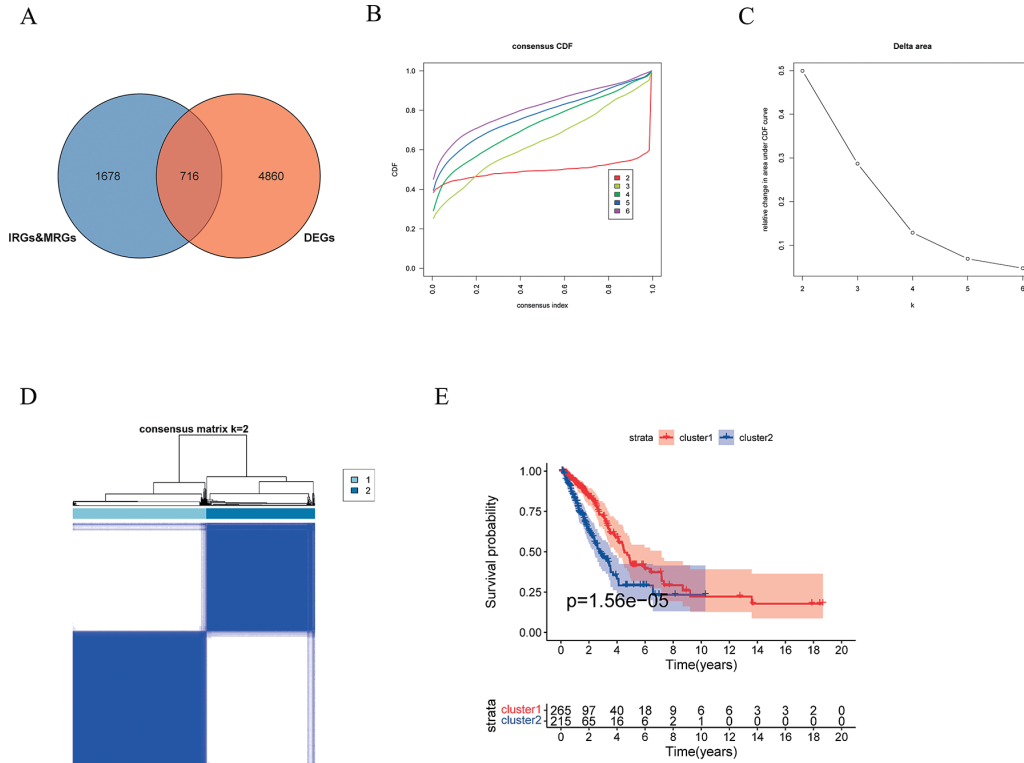 A
1678
716
4860
IRGs&MRGs
DEGs
B
consensus CDF
CDF
1.0
0.8
0.6
0.4
0.2
0.0
2
3
4
5
6
0.0 0.2 0.4 0.6 0.8 1.0
consensus index
C
Delta area
relative change in area under CDF curve
0.5
0.4
0.3
0.2
0.1
2 3 4 5 6
k
D
consensus matrix k=2
1
2
E
strata cluster1 cluster2
Survival probability
1.00
0.75
0.50
0.25
0.00
p=1.56e−05
0 2 4 6 8 10 12 14 16 18 20
Time(years)
strata
cluster1 265 97 40 18 9 6 6 3 3 2 0
cluster2 215 65 16 6 2 1 0 0 0 0 0
0 2 4 6 8 10 12 14 16 18 20
Time(years)